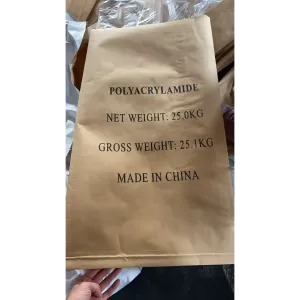 POLYACRYLAMIDE
NET WEIGHT: 25.0KG
GROSS WEIGHT: 25.1KG
MADE IN CHINA